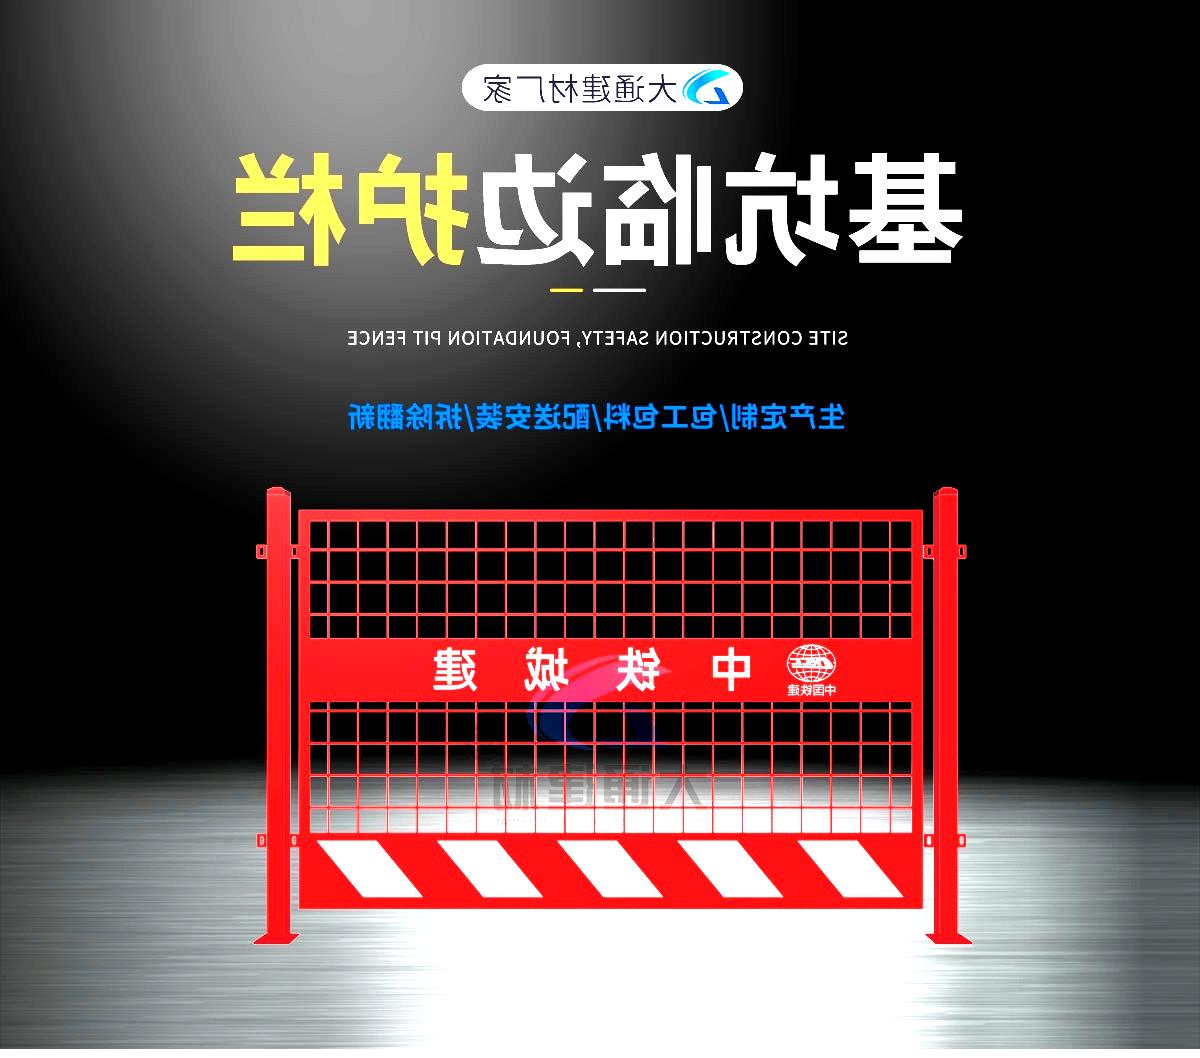 大通建材厂家
基坑临边护栏
SITE CONSTRUCTION SAFETY, FOUNDATION PIT FENCE
生产定制/包工包料/配送安装/拆除翻新
中铁城建
中国铁建
大通建材